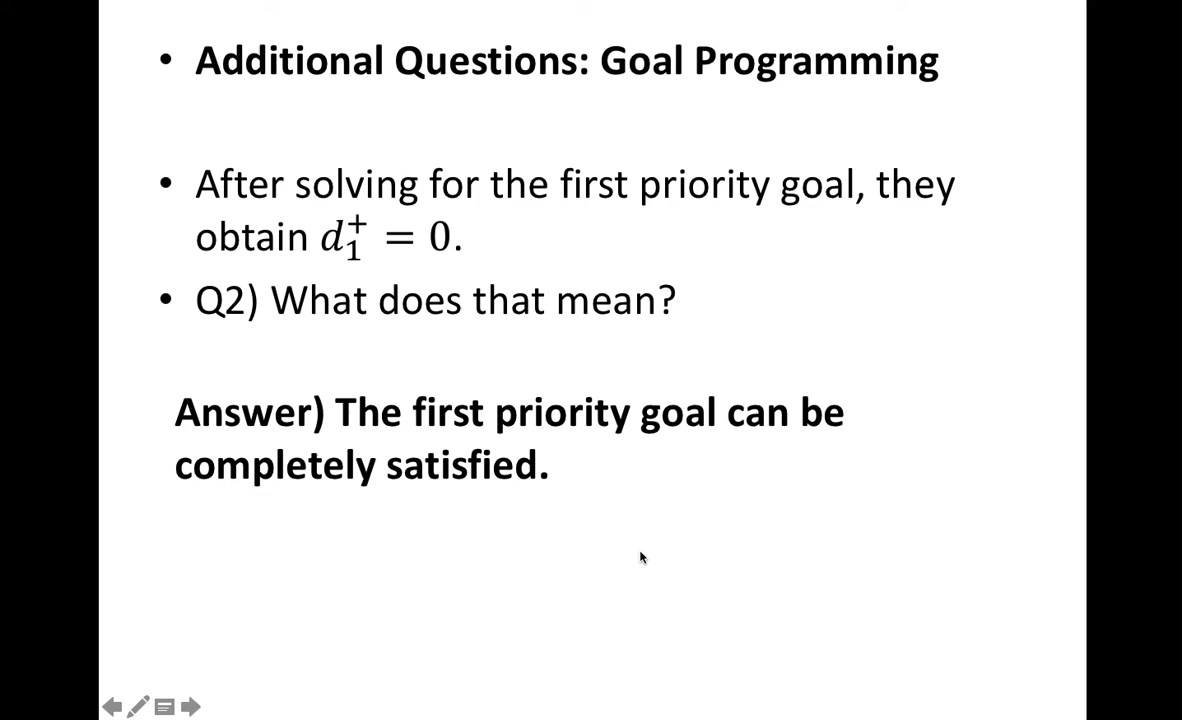 • Additional Questions: Goal Programming
• After solving for the first priority goal, they
obtain $d_1^+ = 0$.
• Q2) What does that mean?
Answer) The first priority goal can be
completely satisfied.